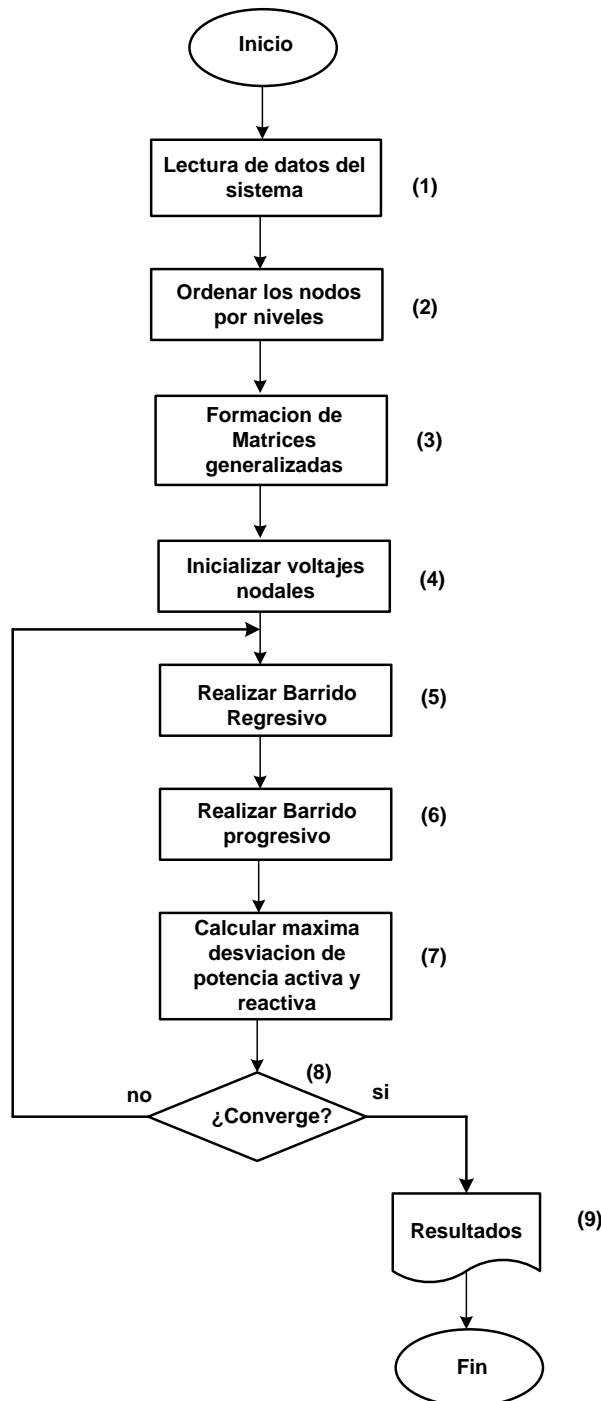 Inicio
Lectura de datos del
sistema
(1)
Ordenar los nodos
por niveles
(2)
Formacion de
Matrices
generalizadas
(3)
Inicializar voltajes
nodales
(4)
Realizar Barrido
Regresivo
(5)
Realizar Barrido
progresivo
(6)
Calcular maxima
desviacion de
potencia activa y
reactiva
(7)
(8)
no
¿Converge?
si
Resultados
(9)
Fin